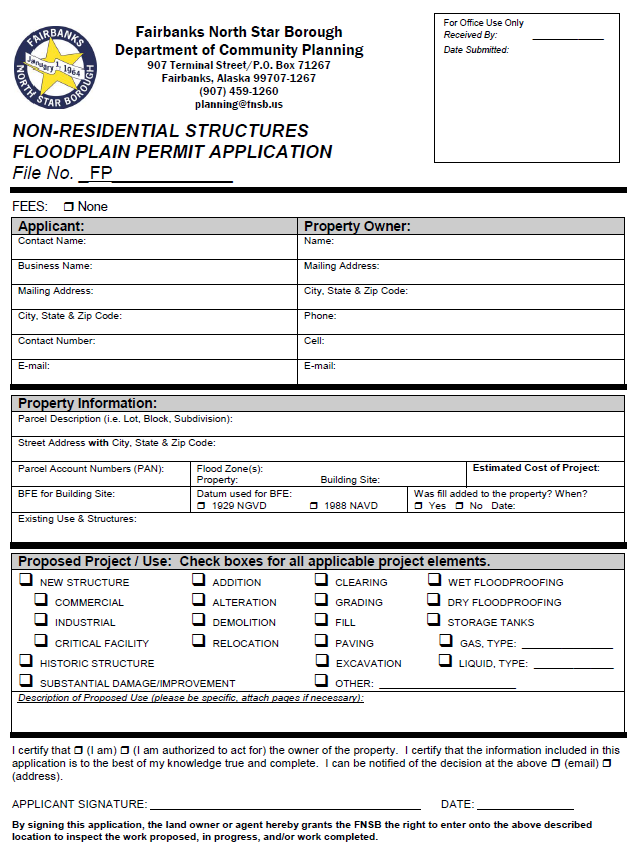 FAIRBANKS
January 1, 1964
NORTH STAR BOROUGH
Fairbanks North Star Borough
Department of Community Planning
907 Terminal Street/P.O. Box 71267
Fairbanks, Alaska 99707-1267
(907) 459-1260
planning@fnsb.us
For Office Use Only
Received By: ______________
Date Submitted:
NON-RESIDENTIAL STRUCTURES
FLOODPLAIN PERMIT APPLICATION
File No. _FP____________
FEES: ❒ None
Applicant: Property Owner:
Contact Name: Name:
Business Name: Mailing Address:
Mailing Address: City, State & Zip Code:
City, State & Zip Code: Phone:
Contact Number: Cell:
E-mail: E-mail:
Property Information:
Parcel Description (i.e. Lot, Block, Subdivision):
Street Address with City, State & Zip Code:
Parcel Account Numbers (PAN): Flood Zone(s): Estimated Cost of Project:
Property: Building Site:
BFE for Building Site: Datum used for BFE: Was fill added to the property? When?
❒ 1929 NGVD ❒ 1988 NAVD ❒ Yes ❒ No Date:
Existing Use & Structures:
Proposed Project / Use: Check boxes for all applicable project elements.
❑ NEW STRUCTURE ❑ ADDITION ❑ CLEARING ❑ WET FLOODPROOFING
❑ COMMERCIAL ❑ ALTERATION ❑ GRADING ❑ DRY FLOODPROOFING
❑ INDUSTRIAL ❑ DEMOLITION ❑ FILL ❑ STORAGE TANKS
❑ CRITICAL FACILITY ❑ RELOCATION ❑ PAVING ❑ GAS, TYPE: ________________
❑ HISTORIC STRUCTURE ❑ EXCAVATION ❑ LIQUID, TYPE: ______________
❑ SUBSTANTIAL DAMAGE/IMPROVEMENT ❑ OTHER: ________________________
Description of Proposed Use (please be specific, attach pages if necessary):
I certify that ❒ (I am) ❒ (I am authorized to act for) the owner of the property. I certify that the information included in this
application is to the best of my knowledge true and complete. I can be notified of the decision at the above ❒ (email) ❒
(address).
APPLICANT SIGNATURE: ____________________________________________ DATE: ________________
By signing this application, the land owner or agent hereby grants the FNSB the right to enter onto the above described
location to inspect the work proposed, in progress, and/or work completed.